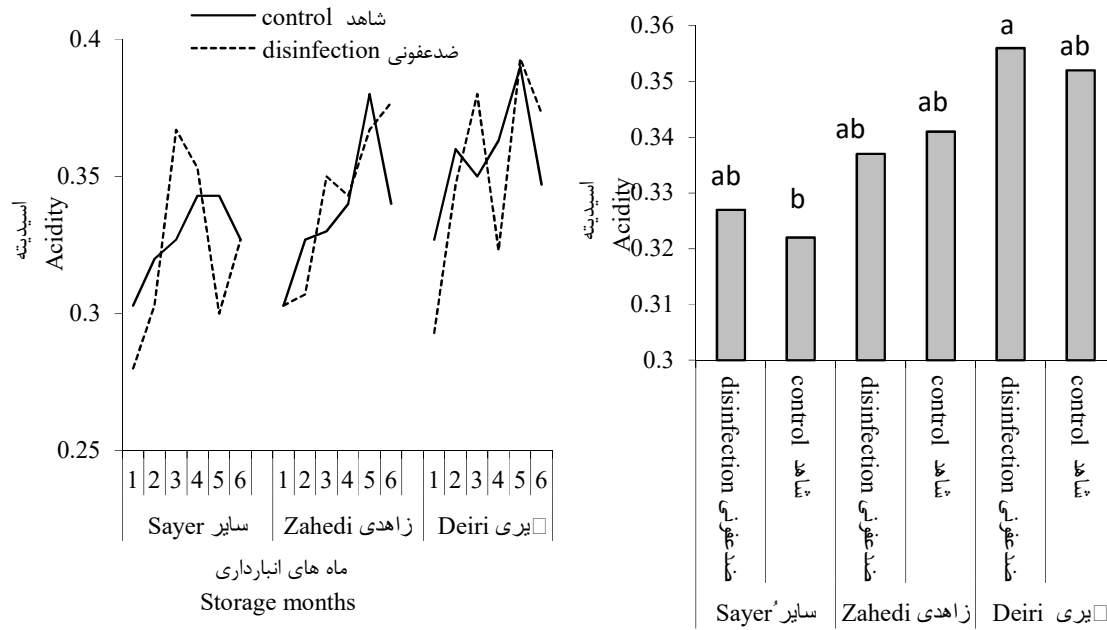 control شاهد
disinfection ضدعفونی
0.4
0.35
0.3
0.25
اسیدیته
Acidity
1 2 3 4 5 6 1 2 3 4 5 6 1 2 3 4 5 6
Sayer سایر Zahedi زاهدی Deiri □یری
ماه های انبارداری
Storage months
0.36
0.35
0.34
0.33
0.32
0.31
0.3
اسیدیته
Acidity
ab b ab ab a ab
disinfection ضدعفونی
control شاهد
disinfection ضدعفونی
control شاهد
disinfection ضدعفونی
control شاهد
Sayer سایر ُ Zahedi زاهدی Deiri □یری